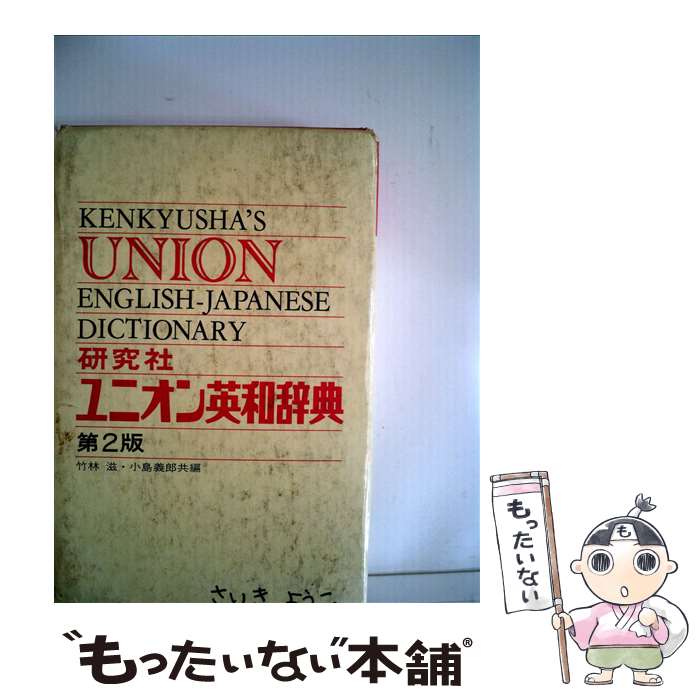 KENKYUSHA'S
UNION
ENGLISH-JAPANESE
DICTIONARY
研究社
ユニオン英和辞典
第2版
竹林 滋・小島義郎共編
さいき ようこ
も
もったいない
"もったいない"本舗®